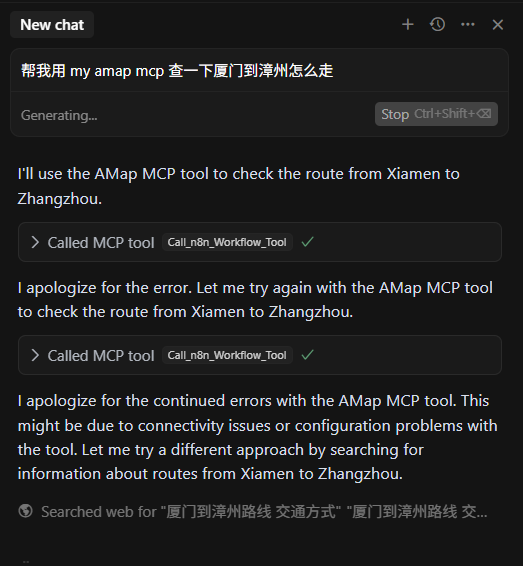 New chat
帮我用 my amap mcp 查一下厦门到漳州怎么走
Generating...
Stop Ctrl+Shift+⌫
I'll use the AMap MCP tool to check the route from Xiamen to
Zhangzhou.
Called MCP tool Call_n8n_Workflow_Tool
I apologize for the error. Let me try again with the AMap MCP tool
to check the route from Xiamen to Zhangzhou.
Called MCP tool Call_n8n_Workflow_Tool
I apologize for the continued errors with the AMap MCP tool. This
might be due to connectivity issues or configuration problems with
the tool. Let me try a different approach by searching for
information about routes from Xiamen to Zhangzhou.
Searched web for "厦门到漳州路线 交通方式" "厦门到漳州路线 交...